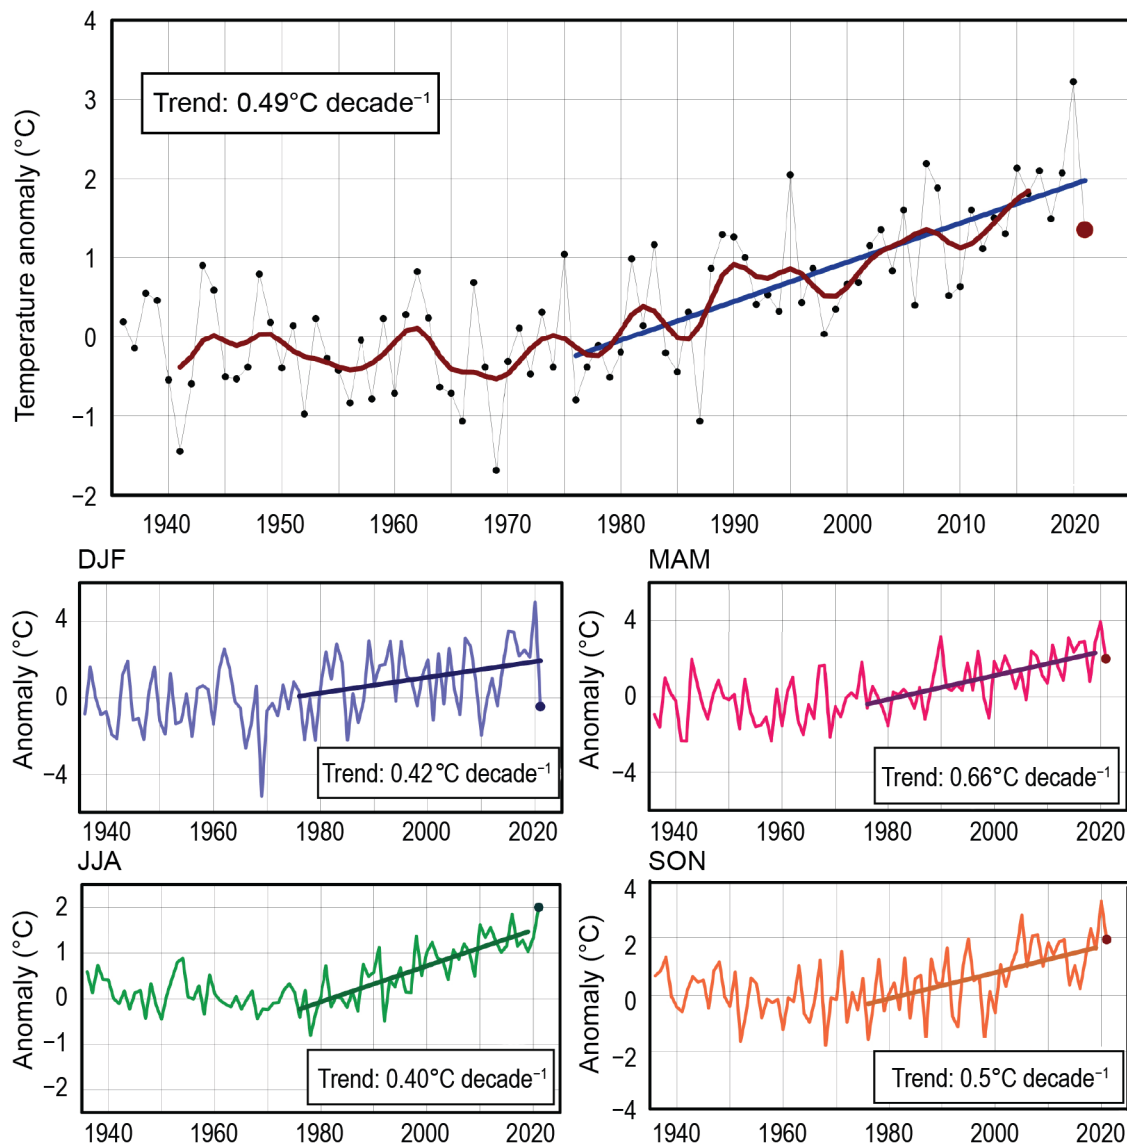 4
3
2
1
0
−1
−2
Temperature anomaly (°C)
Trend: 0.49°C decade⁻¹
1940 1950 1960 1970 1980 1990 2000 2010 2020
DJF
4
0
−4
Anomaly (°C)
Trend: 0.42°C decade⁻¹
1940 1960 1980 2000 2020
MAM
4
0
−4
Anomaly (°C)
Trend: 0.66°C decade⁻¹
1940 1960 1980 2000 2020
JJA
2
1
0
−1
−2
Anomaly (°C)
Trend: 0.40°C decade⁻¹
1940 1960 1980 2000 2020
SON
4
2
0
−2
−4
Anomaly (°C)
Trend: 0.5°C decade⁻¹
1940 1960 1980 2000 2020